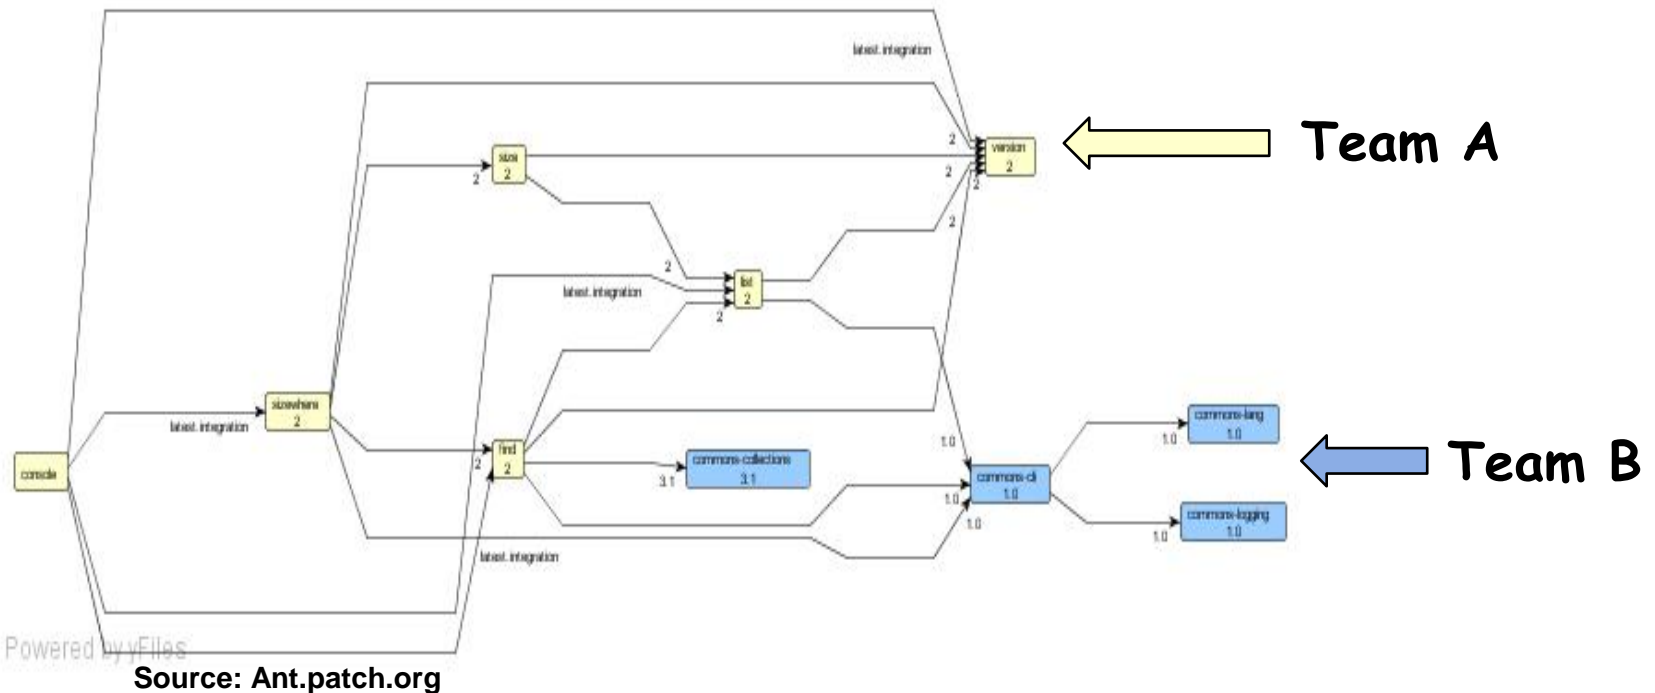 latest.integration
Team A
2
version
2
size
2
2
2
2
2
2
latest.integration
list
2
2
sizewhere
2
latest.integration
console
find
2
2
commons-collections
3.1
3.1
1.0
commons-cli
1.0
1.0
1.0
commons-lang
1.0
1.0
Team B
commons-logging
1.0
1.0
latest.integration
Powered by yFiles
Source: Ant.patch.org